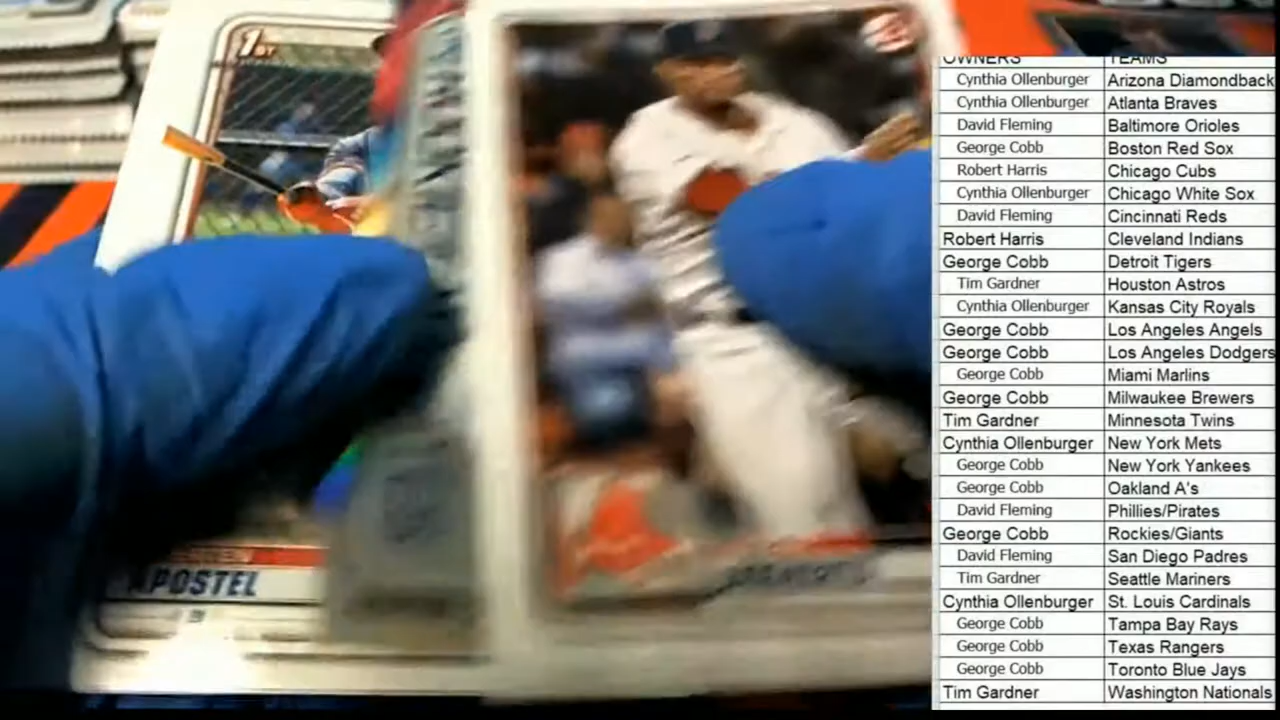 1ST
APOSTEL
OWNERS TEAMS
Cynthia Ollenburger Arizona Diamondback
Cynthia Ollenburger Atlanta Braves
David Fleming Baltimore Orioles
George Cobb Boston Red Sox
Robert Harris Chicago Cubs
Cynthia Ollenburger Chicago White Sox
David Fleming Cincinnati Reds
Robert Harris Cleveland Indians
George Cobb Detroit Tigers
Tim Gardner Houston Astros
Cynthia Ollenburger Kansas City Royals
George Cobb Los Angeles Angels
George Cobb Los Angeles Dodgers
George Cobb Miami Marlins
George Cobb Milwaukee Brewers
Tim Gardner Minnesota Twins
Cynthia Ollenburger New York Mets
George Cobb New York Yankees
George Cobb Oakland A's
David Fleming Phillies/Pirates
George Cobb Rockies/Giants
David Fleming San Diego Padres
Tim Gardner Seattle Mariners
Cynthia Ollenburger St. Louis Cardinals
George Cobb Tampa Bay Rays
George Cobb Texas Rangers
George Cobb Toronto Blue Jays
Tim Gardner Washington Nationals